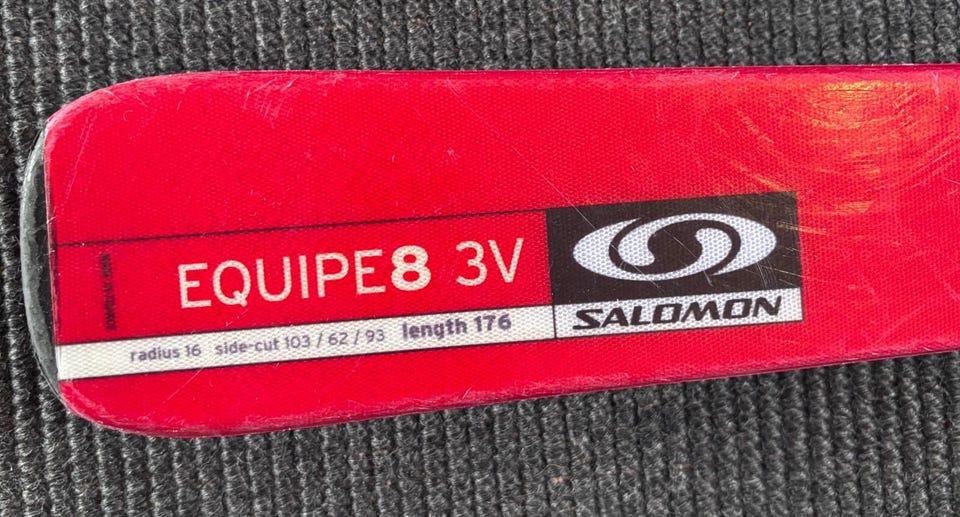 EQUIPE8 3V
SALOMON
radius 16 side-cut 103 / 62 / 93 length 176